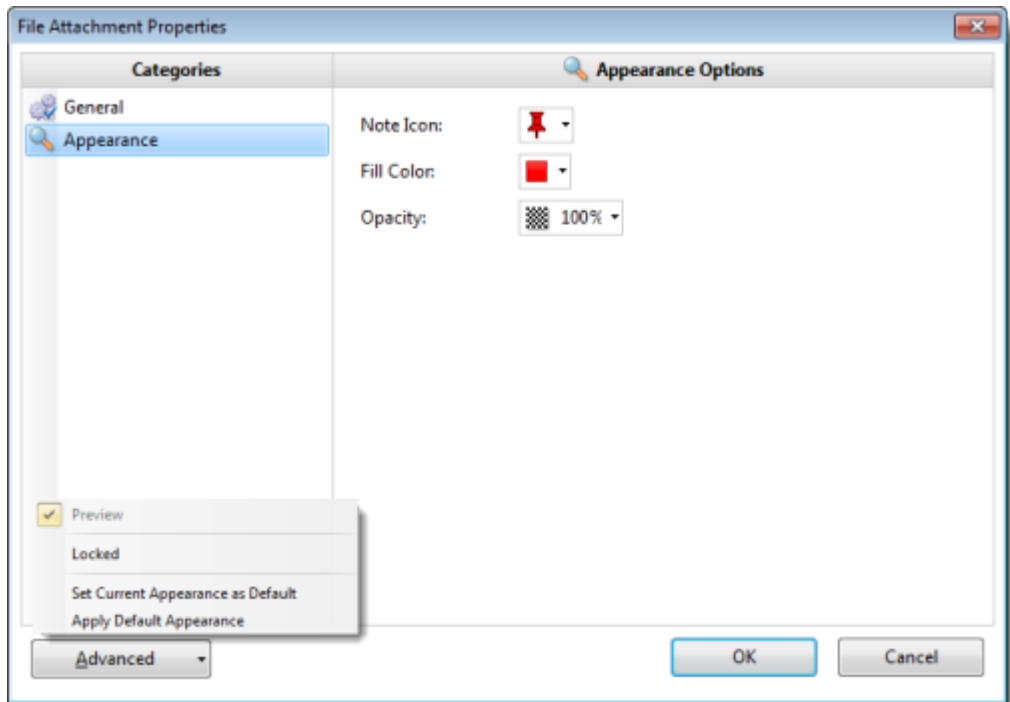 File Attachment Properties
Categories
Appearance Options
General
Appearance
Note Icon:
Fill Color:
Opacity:
100%
Preview
Locked
Set Current Appearance as Default
Apply Default Appearance
Advanced
OK
Cancel